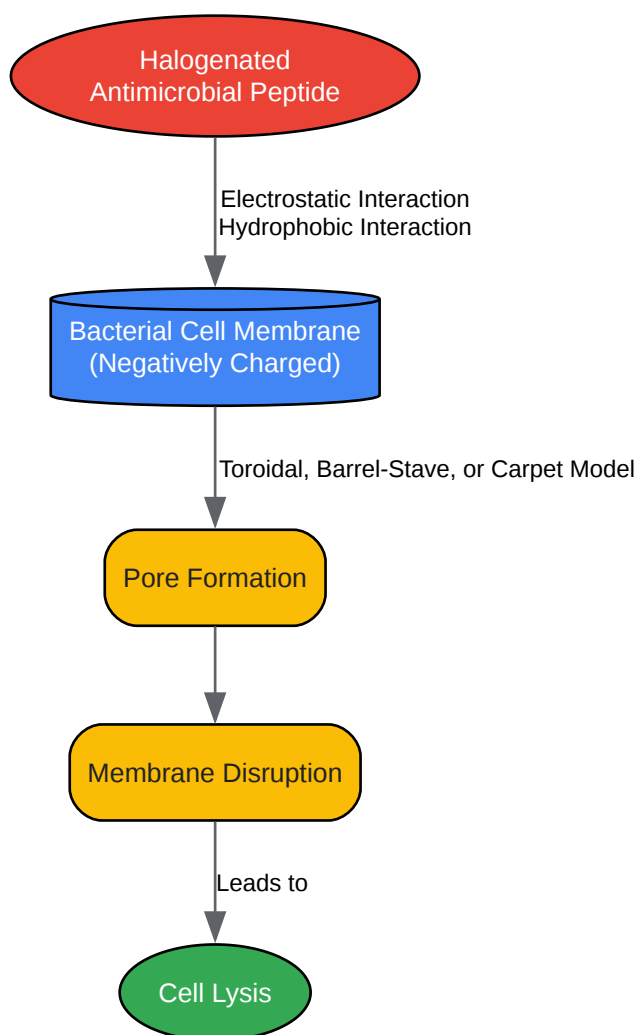 Halogenated
Antimicrobial Peptide
Electrostatic Interaction
Hydrophobic Interaction
Bacterial Cell Membrane
(Negatively Charged)
Toroidal, Barrel-Stave, or Carpet Model
Pore Formation
Membrane Disruption
Leads to
Cell Lysis